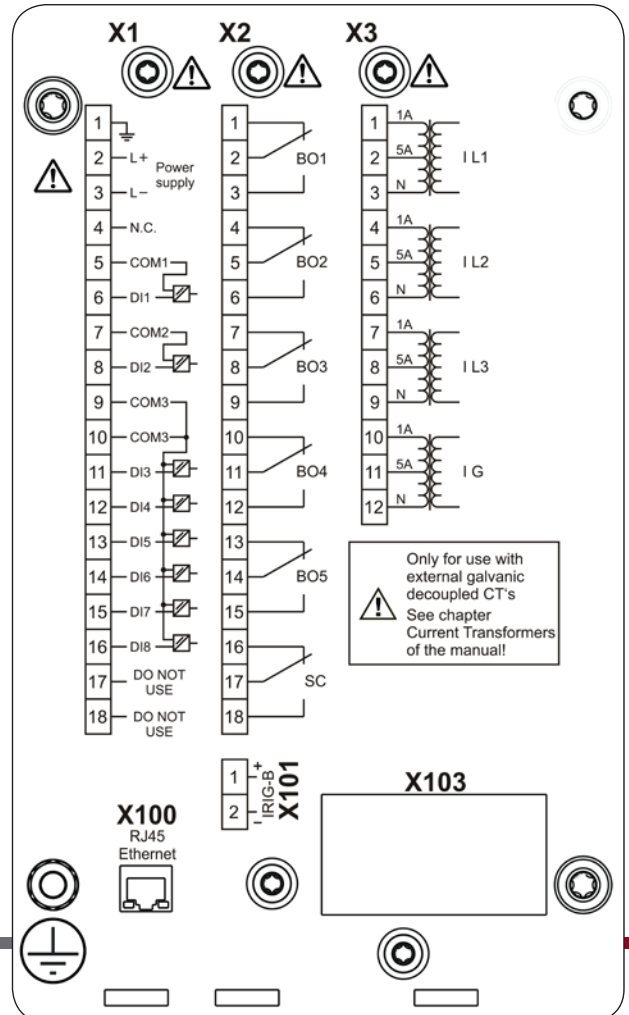 X1
X2
X3
1
2 L+ Power
3 L- supply
4 N.C.
5 COM1
6 DI1
7 COM2
8 DI2
9 COM3
10 COM3
11 DI3
12 DI4
13 DI5
14 DI6
15 DI7
16 DI8
17 DO NOT
USE
18 DO NOT
USE
1
2 BO1
3
4
5 BO2
6
7
8 BO3
9
10
11 BO4
12
13
14 BO5
15
16
17 SC
18
1 1A
2 5A I L1
3 N
4 1A
5 5A I L2
6 N
7 1A
8 5A I L3
9 N
10 1A
11 5A I G
12 N
Only for use with
external galvanic
decoupled CT's
See chapter
Current Transformers
of the manual!
1 +
2 -
IRIG-B
X101
X100
RJ45
Ethernet
X103